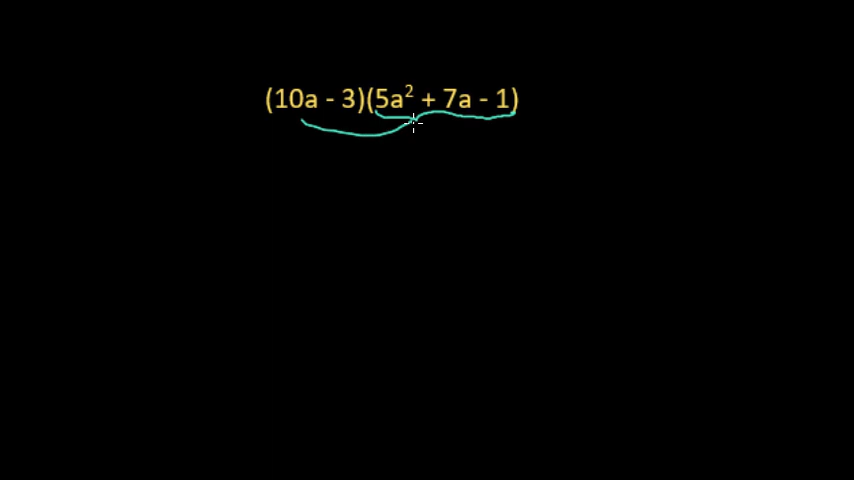 (10a - 3)(5a² + 7a - 1)